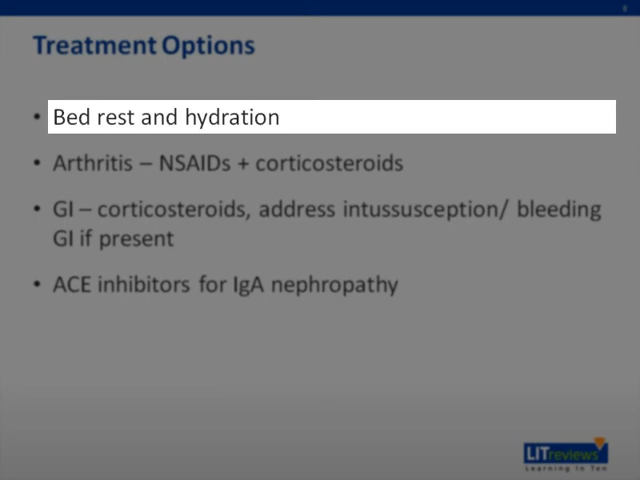 6
Treatment Options
• Bed rest and hydration
• Arthritis – NSAIDs + corticosteroids
• GI – corticosteroids, address intussusception/ bleeding
GI if present
• ACE inhibitors for IgA nephropathy
LITreviews
Learning in Ten